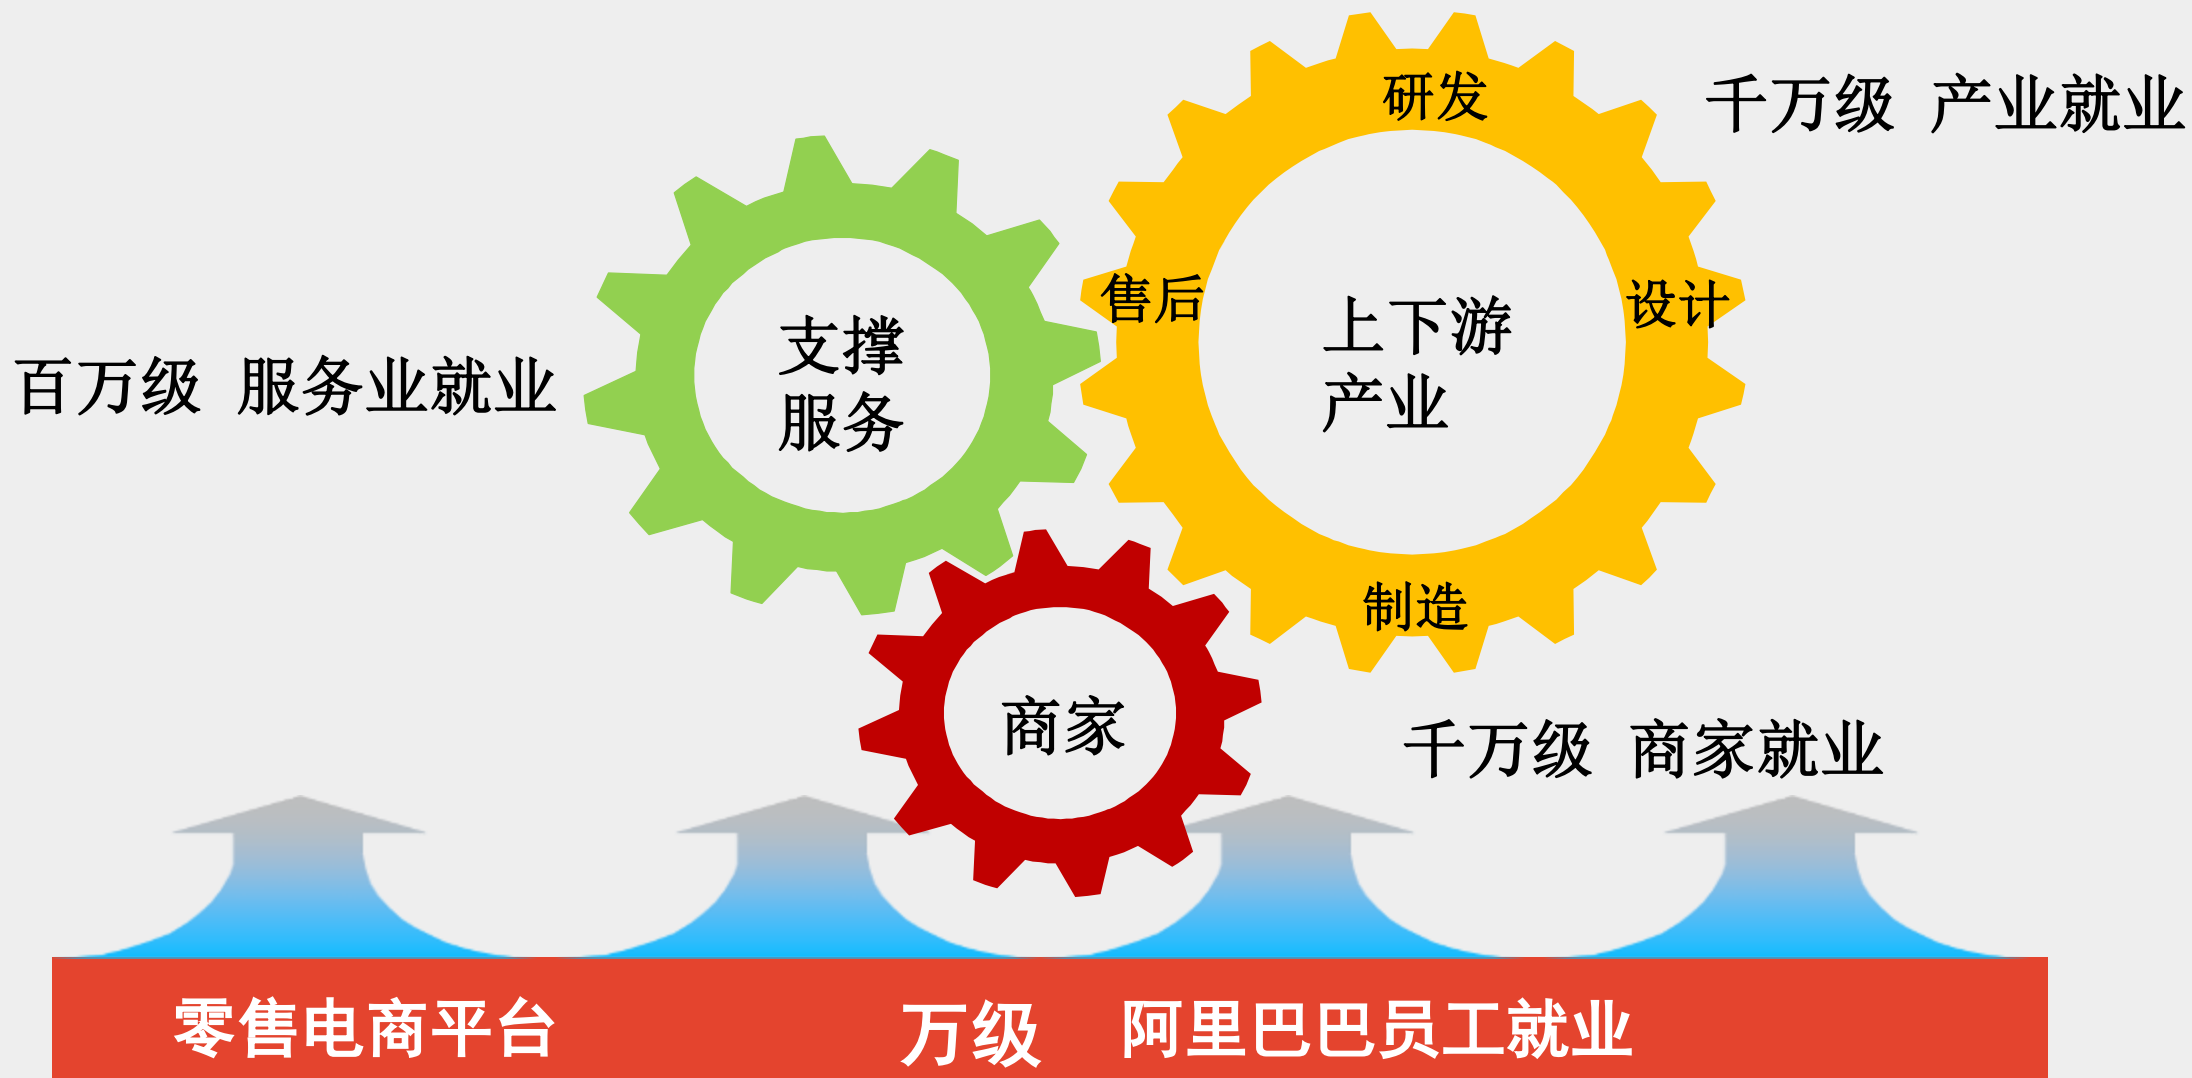 研发
千万级 产业就业
售后
设计
上下游
产业
制造
支撑
服务
百万级 服务业就业
商家
千万级 商家就业
零售电商平台 万级 阿里巴巴员工就业